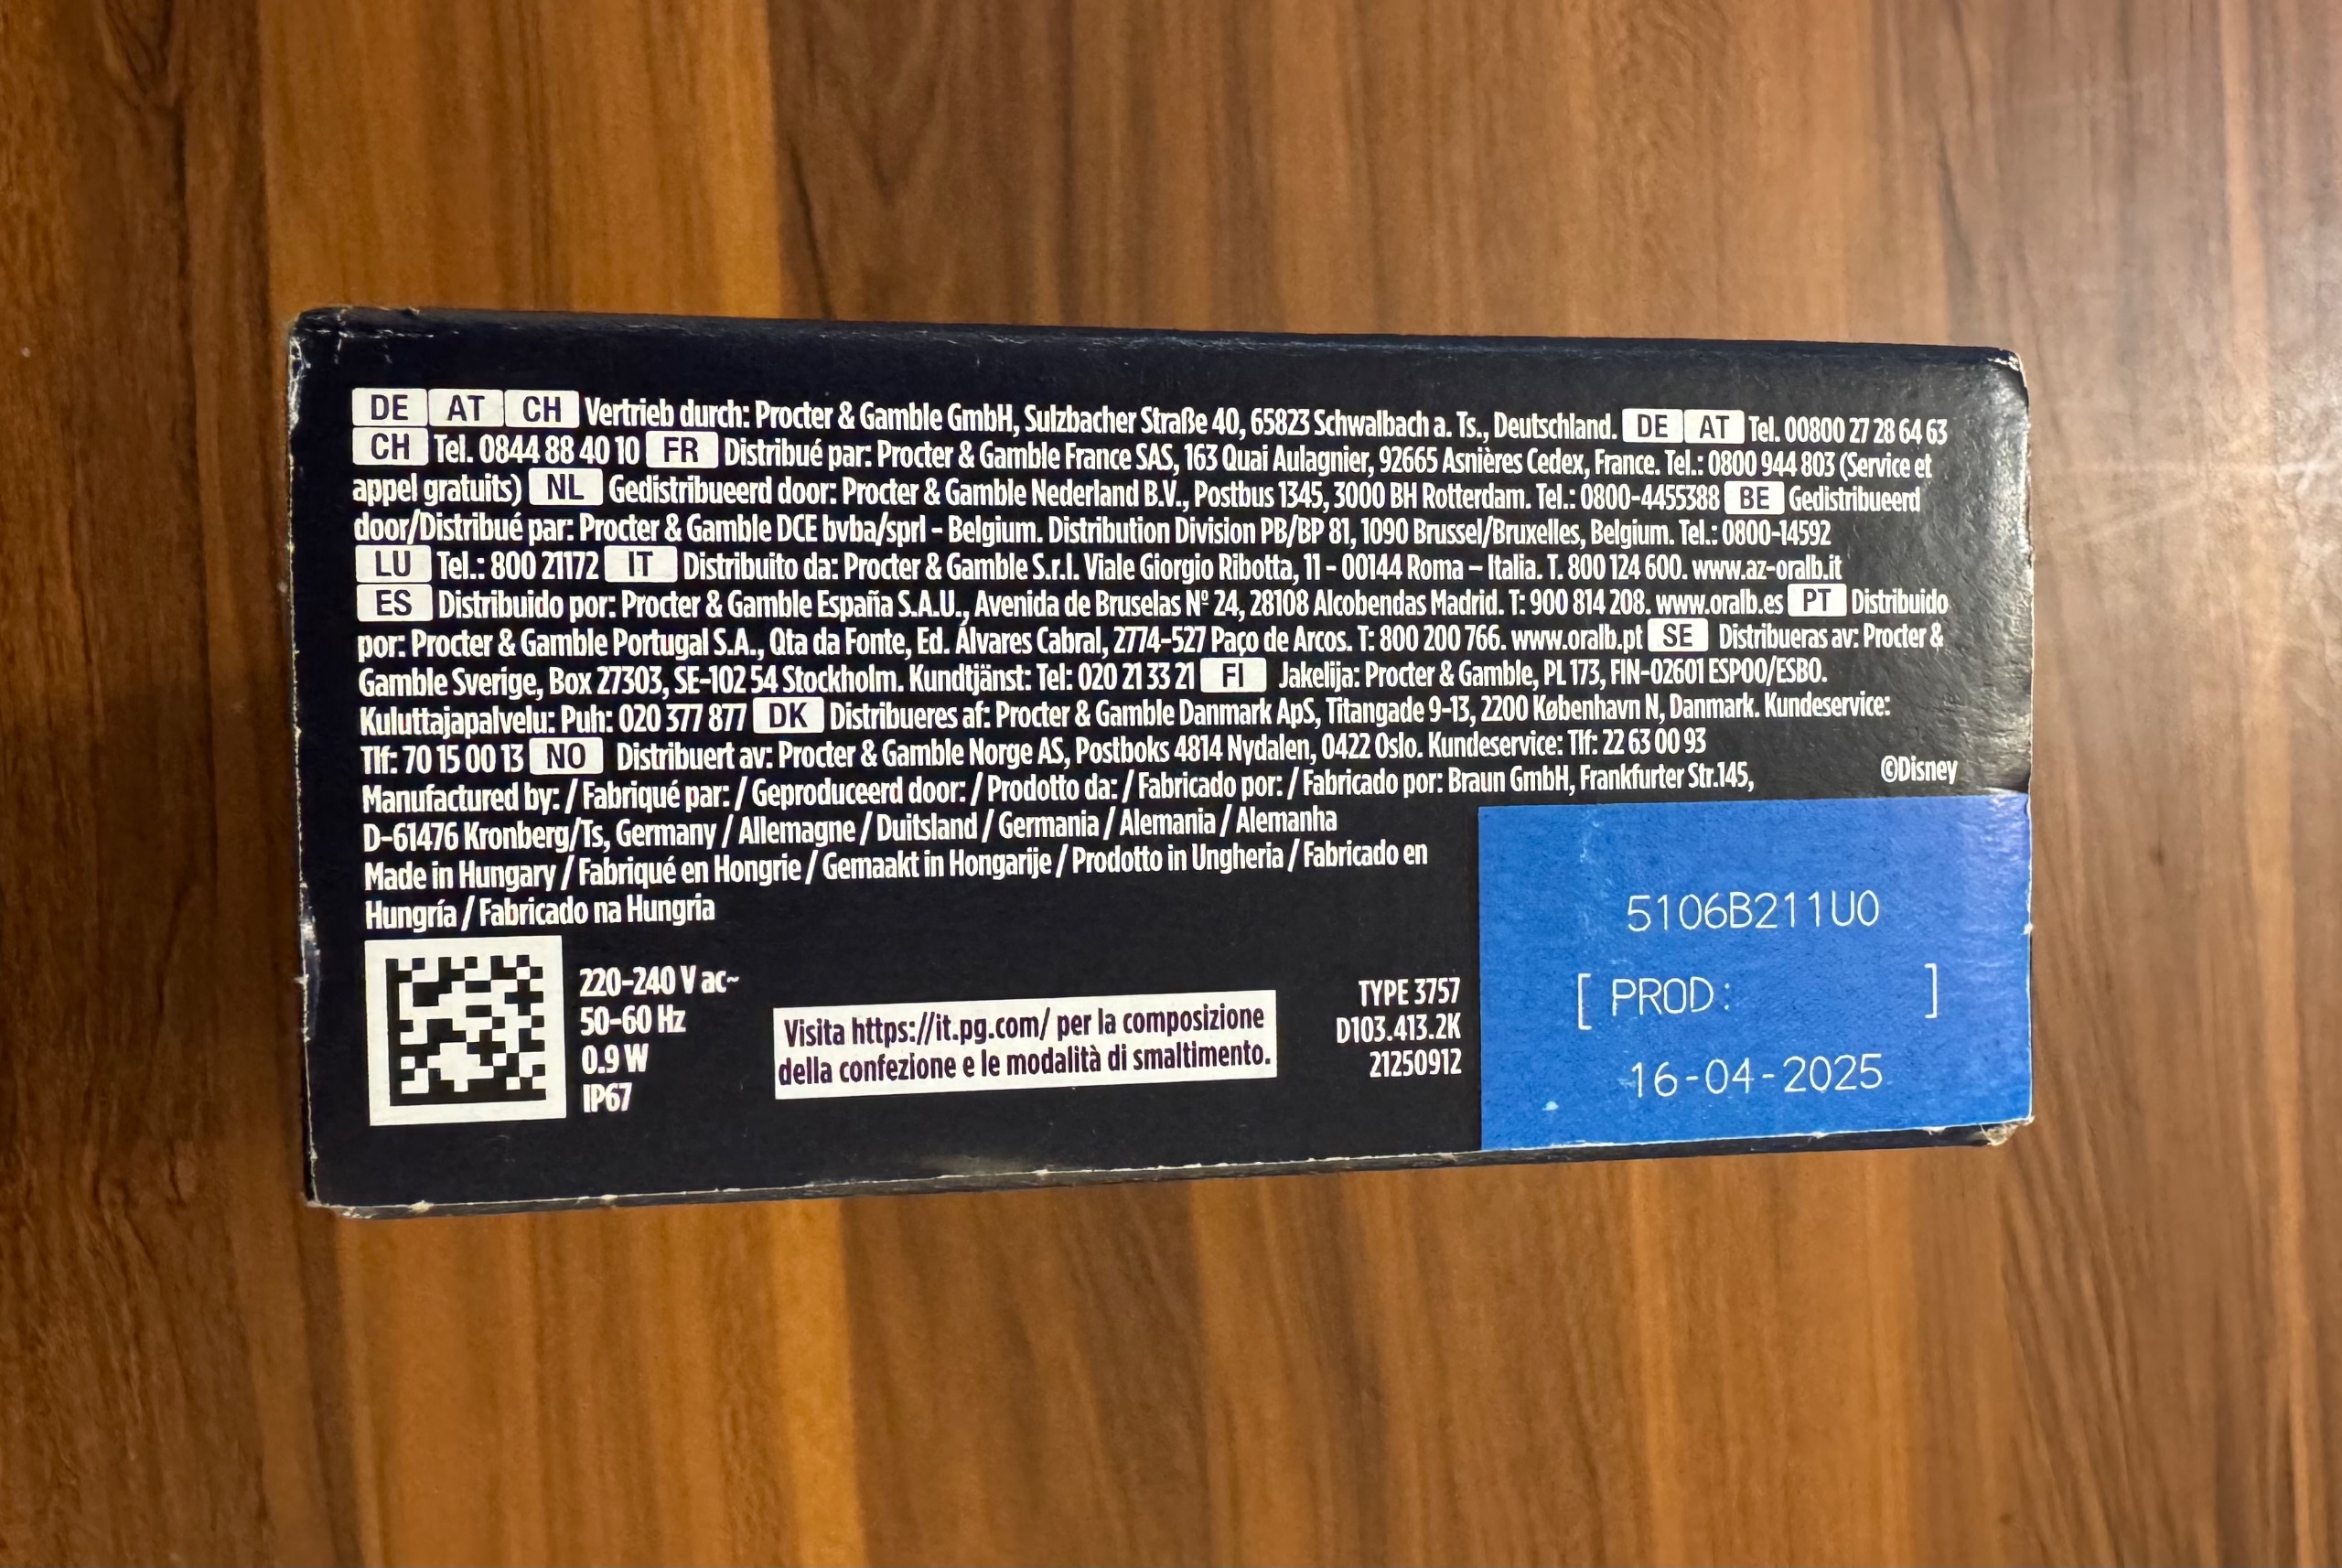 DE AT CH Vertrieb durch: Procter & Gamble GmbH, Sulzbacher Straße 40, 65823 Schwalbach a. Ts., Deutschland. DE AT Tel. 00800 27 28 64 63
CH Tel. 0844 88 40 10 FR Distribué par: Procter & Gamble France SAS, 163 Quai Aulagnier, 92665 Asnières Cedex, France. Tel.: 0800 944 803 (Service et
appel gratuits) NL Gedistribueerd door: Procter & Gamble Nederland B.V., Postbus 1345, 3000 BH Rotterdam. Tel.: 0800-4455388 BE Gedistribueerd
door/Distribué par: Procter & Gamble DCE bvba/sprl - Belgium. Distribution Division PB/BP 81, 1090 Brussel/Bruxelles, Belgium. Tel.: 0800-14592
LU Tel.: 800 21172 IT Distribuito da: Procter & Gamble S.r.l. Viale Giorgio Ribotta, 11 - 00144 Roma – Italia. T. 800 124 600. www.az-oralb.it
ES Distribuido por: Procter & Gamble España S.A.U., Avenida de Bruselas Nº 24, 28108 Alcobendas Madrid. T: 900 814 208. www.oralb.es PT Distribuido
por: Procter & Gamble Portugal S.A., Qta da Fonte, Ed. Álvares Cabral, 2774-527 Paço de Arcos. T: 800 200 766. www.oralb.pt SE Distribueras av: Procter &
Gamble Sverige, Box 27303, SE-102 54 Stockholm. Kundtjänst: Tel: 020 21 33 21 FI Jakelija: Procter & Gamble, PL 173, FIN-02601 ESPOO/ESBO.
Kuluttajapalvelu: Puh: 020 377 877 DK Distribueres af: Procter & Gamble Danmark ApS, Titangade 9-13, 2200 København N, Danmark. Kundeservice:
Tlf: 70 15 00 13 NO Distribuert av: Procter & Gamble Norge AS, Postboks 4814 Nydalen, 0422 Oslo. Kundeservice: Tlf: 22 63 00 93
Manufactured by: / Fabriqué par: / Geproduceerd door: / Prodotto da: / Fabricado por: / Fabricado por: Braun GmbH, Frankfurter Str.145,
©Disney
D-61476 Kronberg/Ts, Germany / Allemagne / Duitsland / Germania / Alemania / Alemanha
Made in Hungary / Fabriqué en Hongrie / Gemaakt in Hongarije / Prodotto in Ungheria / Fabricado en
Hungría / Fabricado na Hungria
220-240 V ac~
50-60 Hz
0.9 W
IP67
Visita https://it.pg.com/ per la composizione
della confezione e le modalità di smaltimento.
TYPE 3757
D103.413.2K
21250912
5106B211U0
[ PROD: ]
16-04-2025